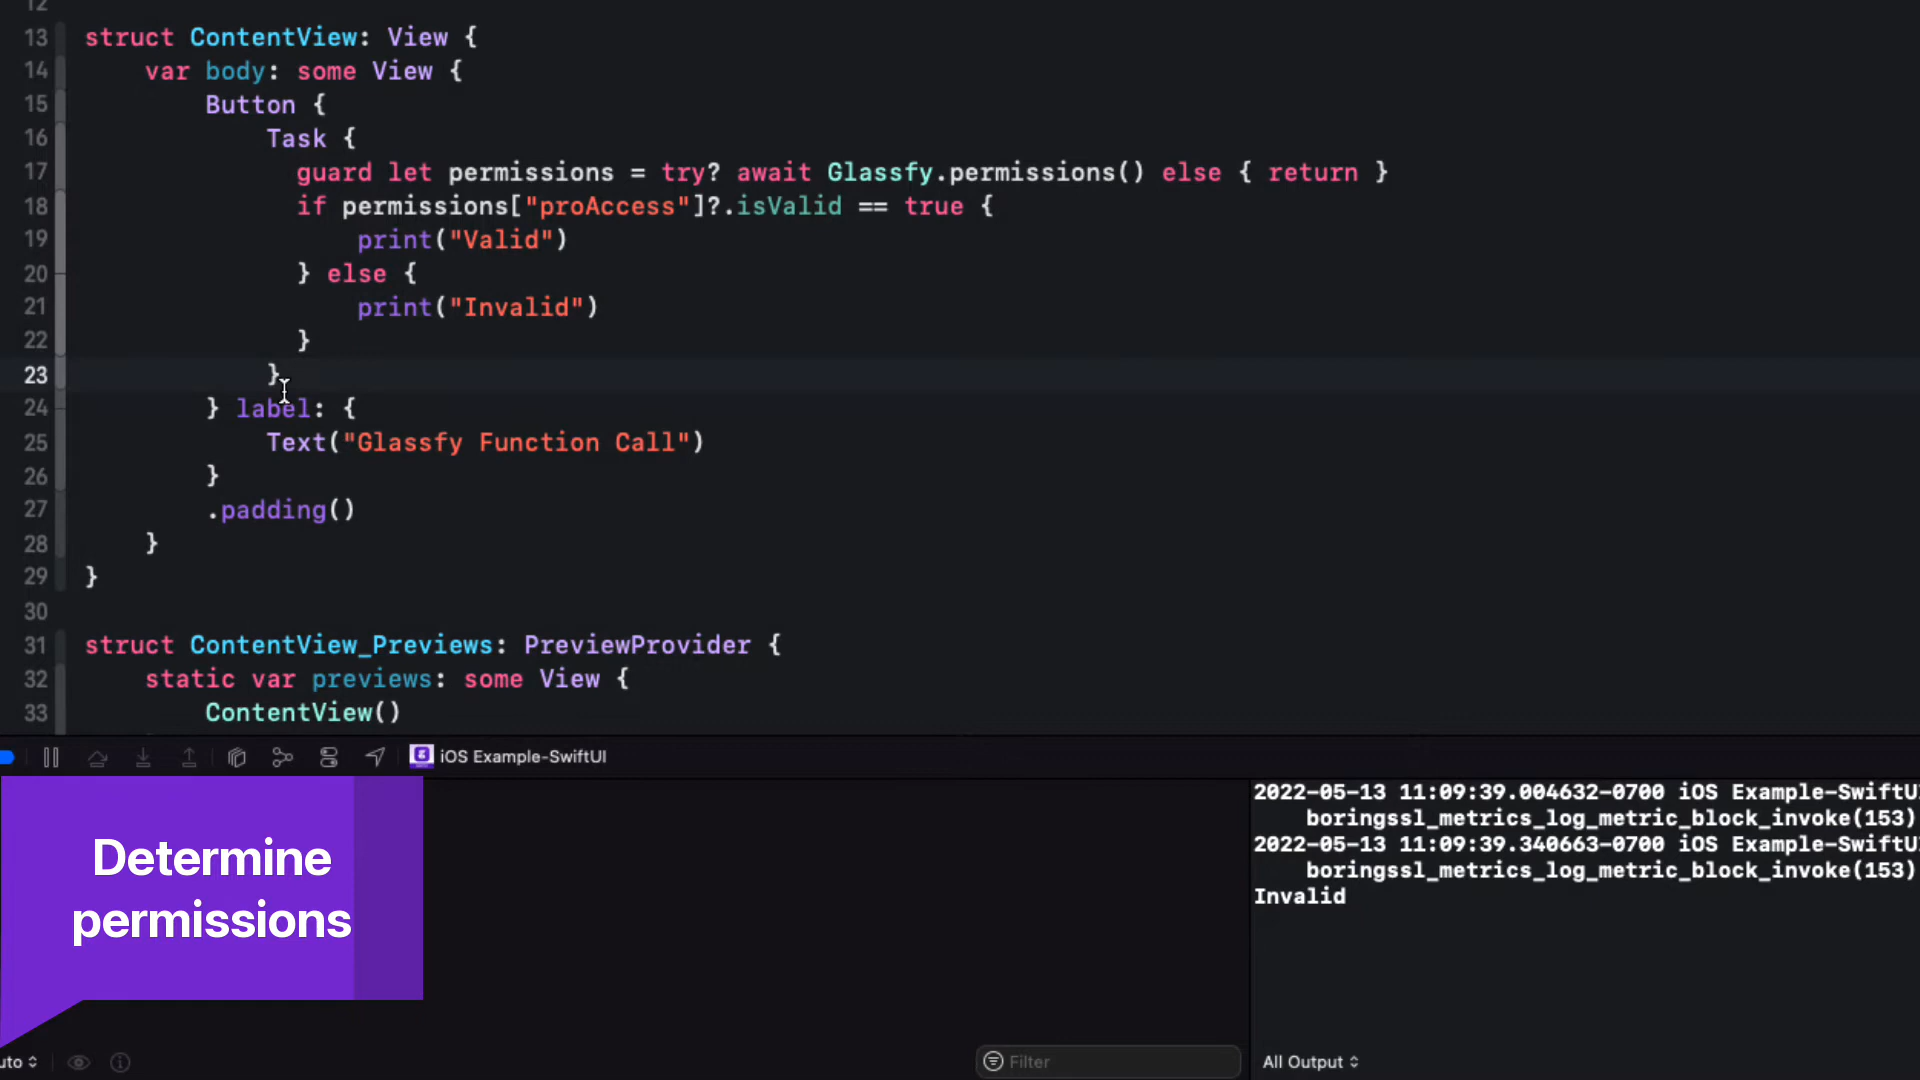 12
13 struct ContentView: View {
14 var body: some View {
15 Button {
16 Task {
17 guard let permissions = try? await Glassfy.permissions() else { return }
18 if permissions["proAccess"]?.isValid == true {
19 print("Valid")
20 } else {
21 print("Invalid")
22 }
23 }
24 } label: {
25 Text("Glassfy Function Call")
26 }
27 .padding()
28 }
29 }
30
31 struct ContentView_Previews: PreviewProvider {
32 static var previews: some View {
33 ContentView()
iOS Example-SwiftUI
Determine
permissions
2022-05-13 11:09:39.004632-0700 iOS Example-SwiftU
boringssl_metrics_log_metric_block_invoke(153)
2022-05-13 11:09:39.340663-0700 iOS Example-SwiftU
boringssl_metrics_log_metric_block_invoke(153)
Invalid
uto
Filter
All Output